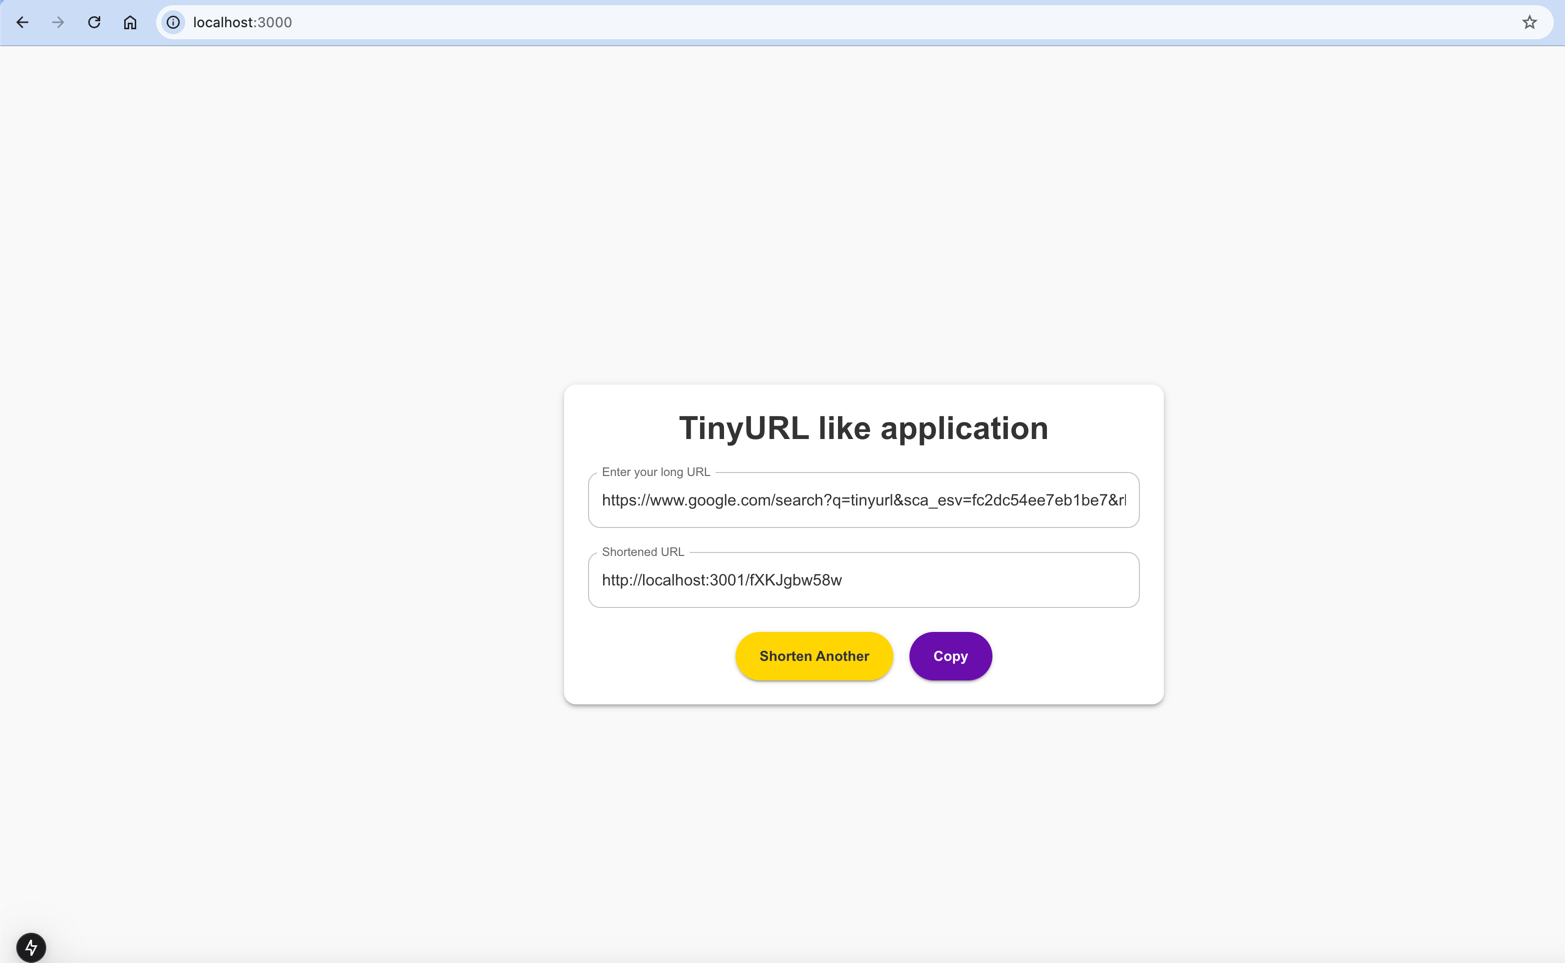 localhost:3000
TinyURL like application
Enter your long URL
https://www.google.com/search?q=tinyurl&sca_esv=fc2dc54ee7eb1be7&r
Shortened URL
http://localhost:3001/fXKJgbw58w
Shorten Another
Copy